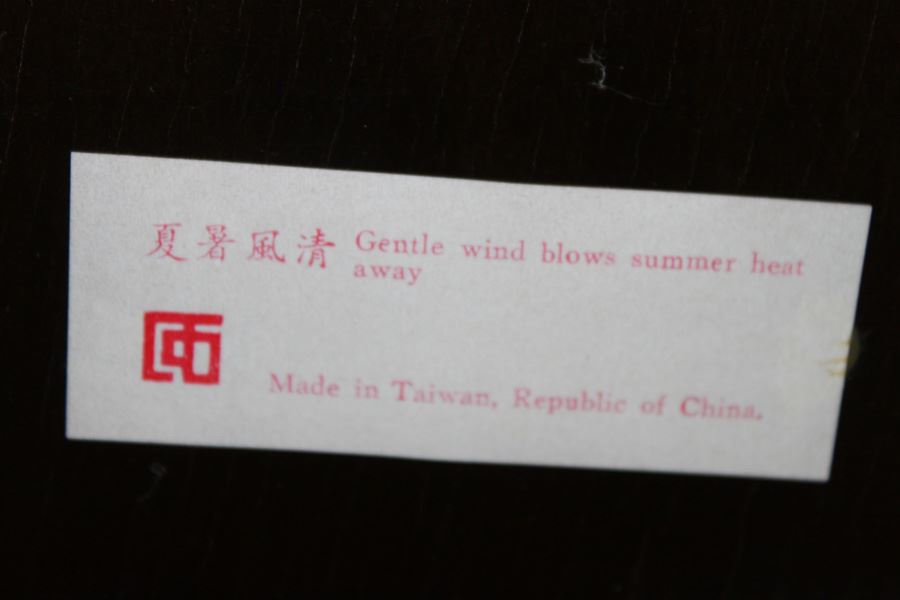 夏暑風清 Gentle wind blows summer heat
away
Made in Taiwan, Republic of China.